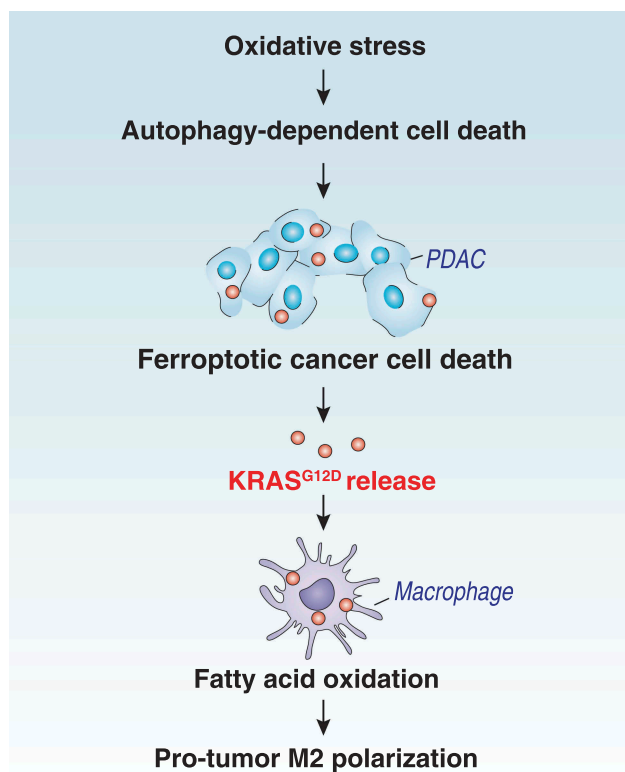 Oxidative stress
Autophagy-dependent cell death
PDAC
Ferroptotic cancer cell death
KRASᴳ¹²ᴰ release
Macrophage
Fatty acid oxidation
Pro-tumor M2 polarization